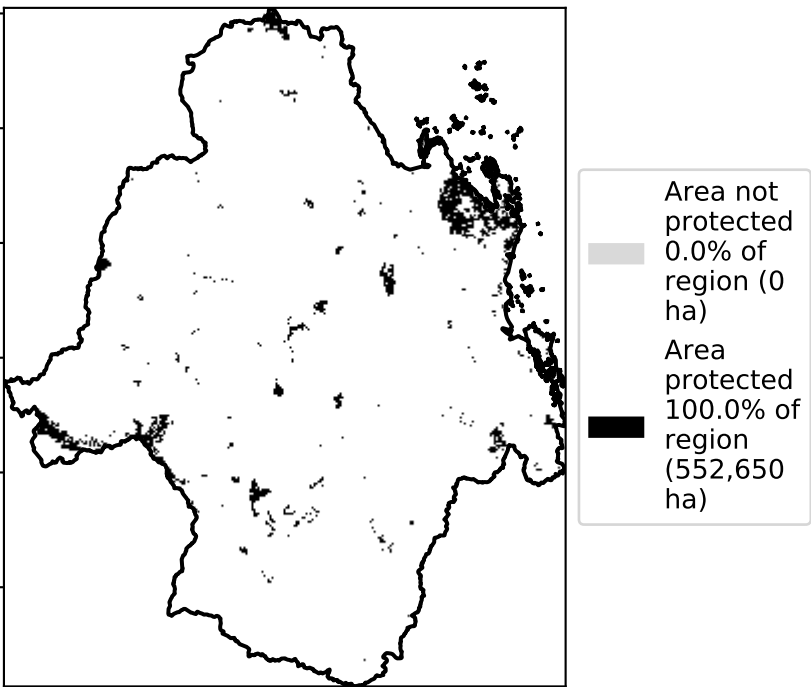 Area not
protected
0.0% of
region (0
ha)
Area
protected
100.0% of
region
(552,650
ha)